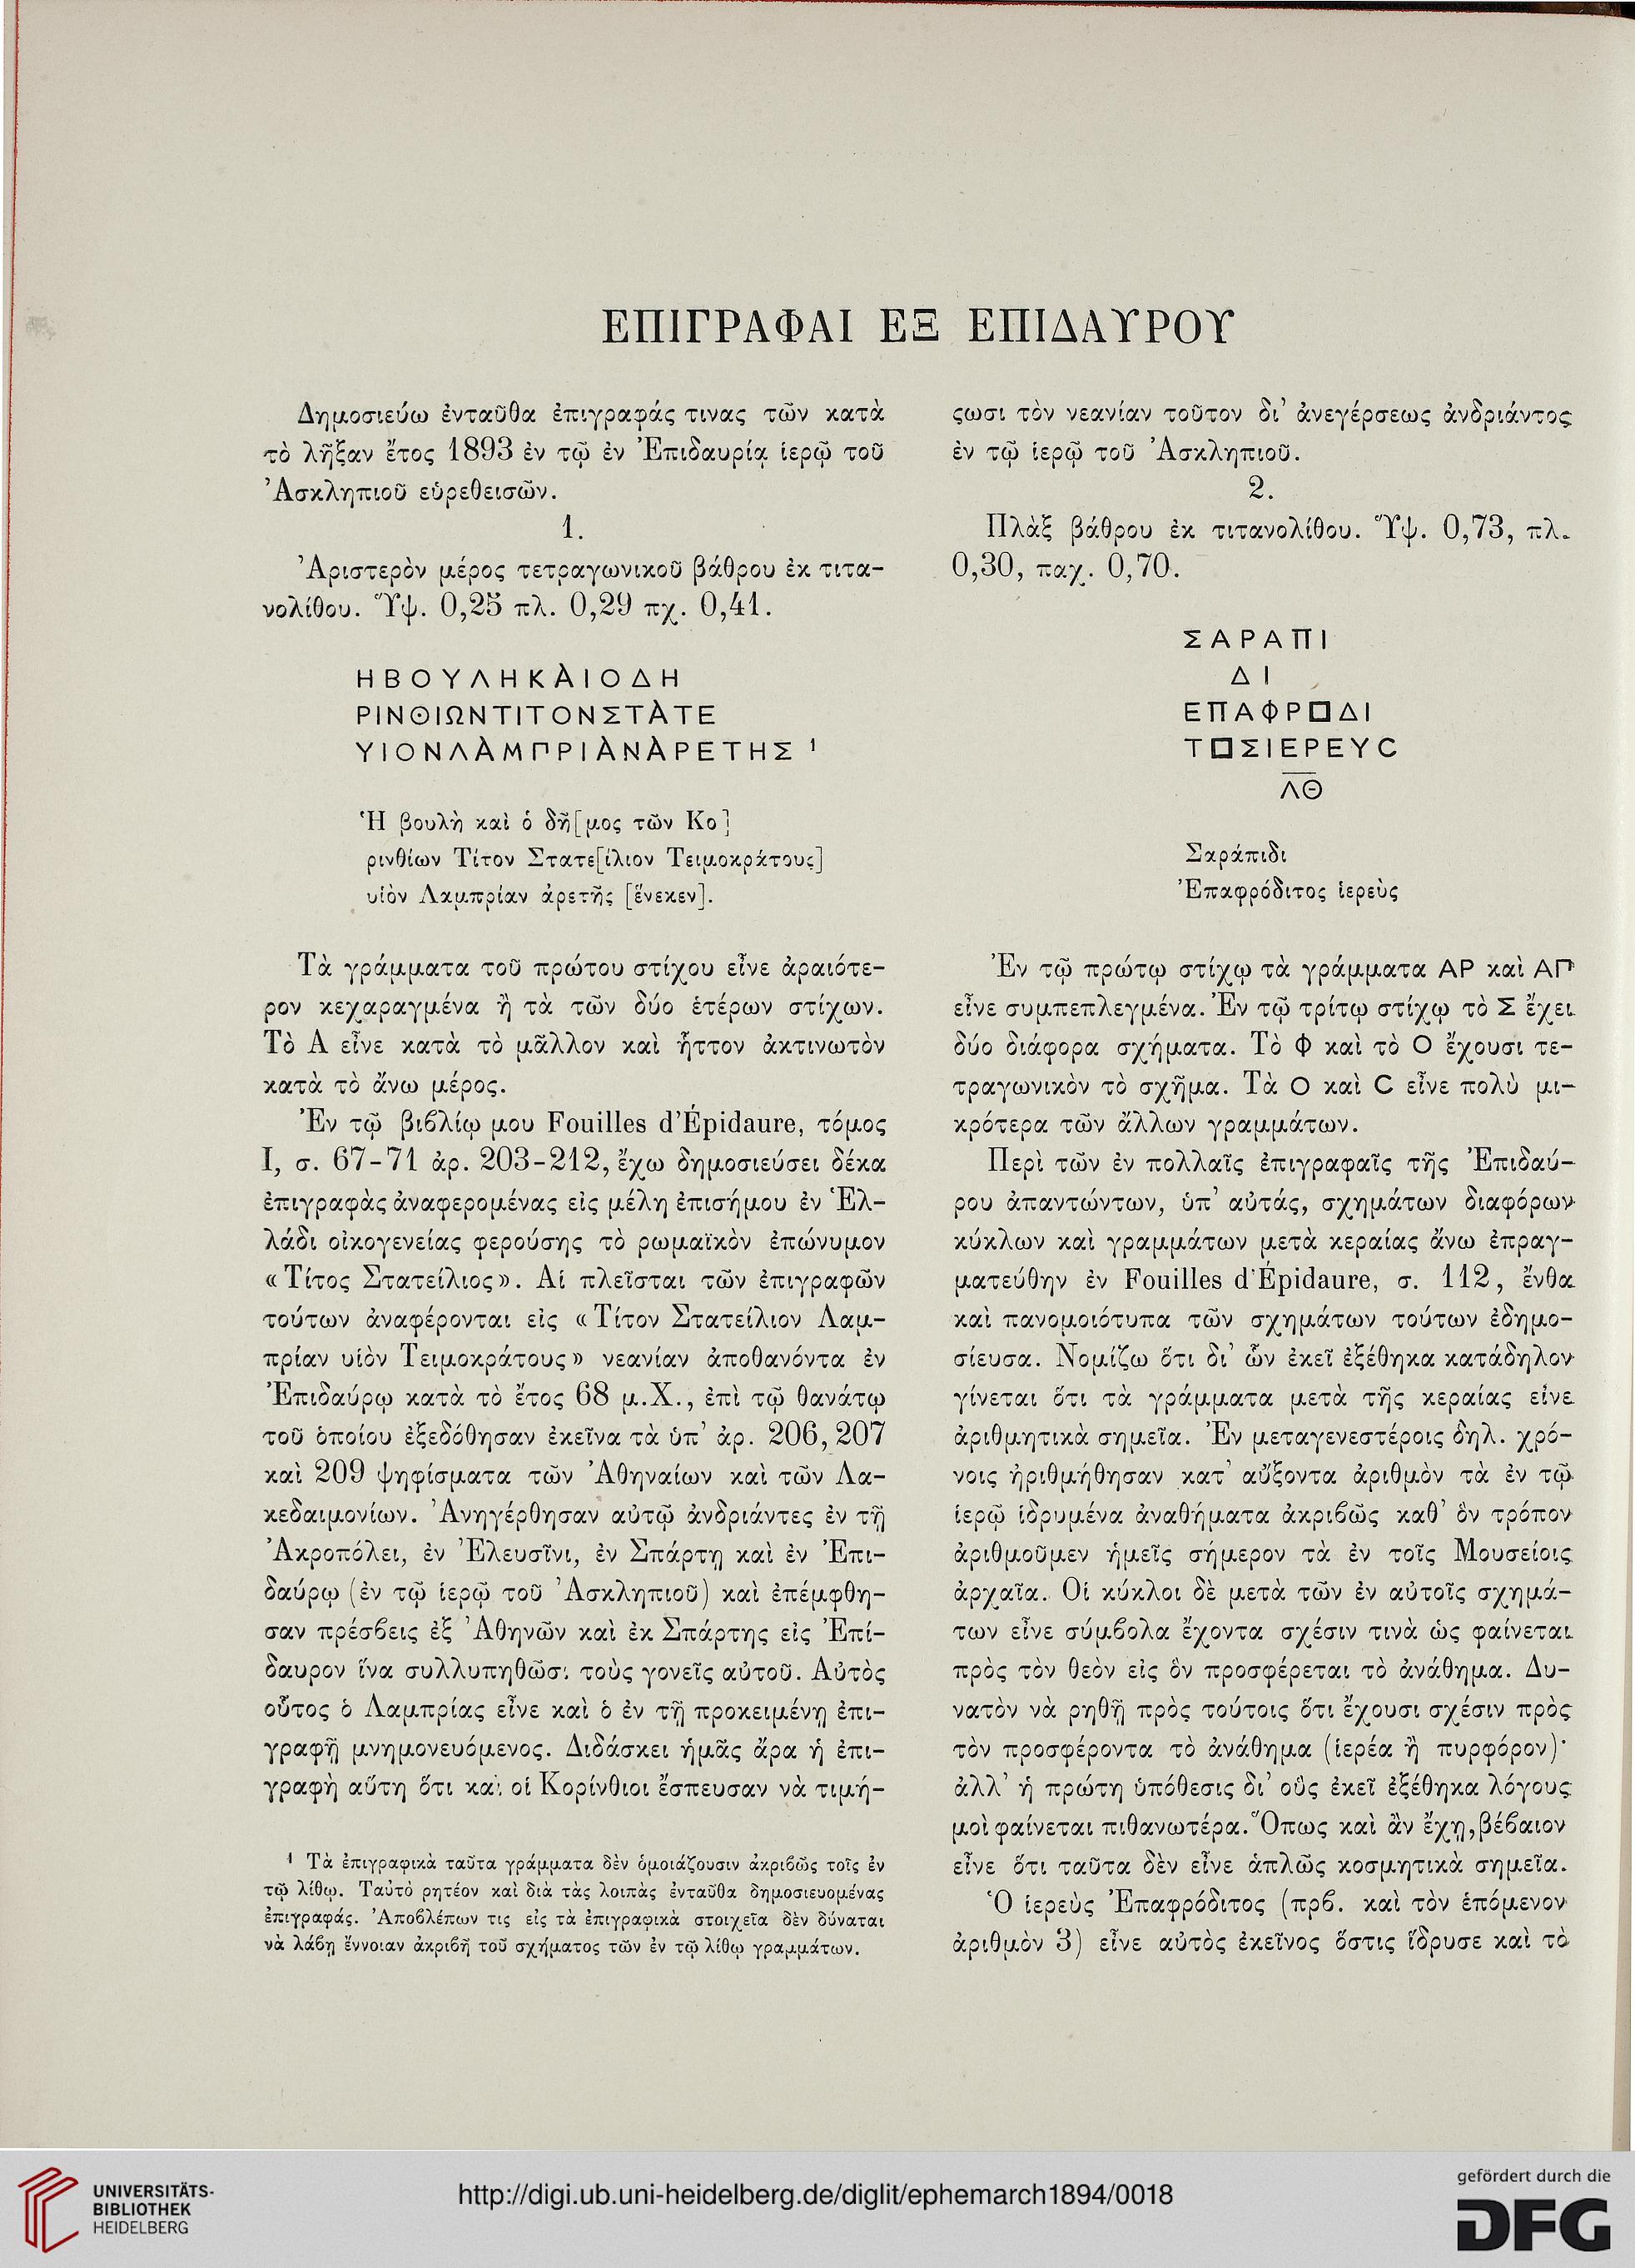 ΕΠΙΓΡΑΦΑΙ ΕΞ ΕΠΙΔΑΥΡΟΥ
Δημοσιεύω ἐνταῦθα ἐπιγραφάς τινας τῶν κατὰ
τὸ λῆξαν ἔτος 1893 ἐν τῷ ἐν Ἐπιδαυρίᾳ ἱερῷ τοῦ
Ἀσκληπιοῦ εὑρεθεισῶν.
1.
Ἀριστερὸν μέρος τετραγωνικοῦ βάθρου ἐκ τιτα-
νολίθου. Ὕψ. 0,25 πλ. 0,29 πχ. 0,41.
ΗΒΟΥΛΗΚΑΙΟΔΗ
ΡΙΝΘΙΩΝΤΙΤΟΝΣΤΑΤΕ
ΥΙΟΝΛΑΜΠΡΙΑΝΑΡΕΤΗΣ ¹
Ἡ βουλὴ καὶ ὁ δῆ[μος τῶν Κο]
ρινθίων Τίτον Στατε[ίλιον Τειμοκράτους]
υἱὸν Λαμπρίαν ἀρετῆς [ἕνεκεν].
Τὰ γράμματα τοῦ πρώτου στίχου εἶνε ἀραιότε-
ρον κεχαραγμένα ἢ τὰ τῶν δύο ἑτέρων στίχων.
Τὸ Α εἶνε κατὰ τὸ μᾶλλον καὶ ἧττον ἀκτινωτὸν
κατὰ τὸ ἄνω μέρος.
Ἐν τῷ βιβλίῳ μου Fouilles d'Épidaure, τόμος
I, σ. 67-71 ἀρ. 203-212, ἔχω δημοσιεύσει δέκα
ἐπιγραφὰς ἀναφερομένας εἰς μέλη ἐπισήμου ἐν Ἑλ-
λάδι οἰκογενείας φερούσης τὸ ρωμαϊκὸν ἐπώνυμον
«Τίτος Στατείλιος». Αἱ πλεῖσται τῶν ἐπιγραφῶν
τούτων ἀναφέρονται εἰς «Τίτον Στατείλιον Λαμ-
πρίαν υἱὸν Τειμοκράτους» νεανίαν ἀποθανόντα ἐν
Ἐπιδαύρῳ κατὰ τὸ ἔτος 68 μ.Χ., ἐπὶ τῷ θανάτῳ
τοῦ ὁποίου ἐξεδόθησαν ἐκεῖνα τὰ ὑπ' ἀρ. 206, 207
καὶ 209 ψηφίσματα τῶν Ἀθηναίων καὶ τῶν Λα-
κεδαιμονίων. Ἀνηγέρθησαν αὐτῷ ἀνδριάντες ἐν τῇ
Ἀκροπόλει, ἐν Ἐλευσῖνι, ἐν Σπάρτῃ καὶ ἐν Ἐπι-
δαύρῳ (ἐν τῷ ἱερῷ τοῦ Ἀσκληπιοῦ) καὶ ἐπέμφθη-
σαν πρέσβεις ἐξ Ἀθηνῶν καὶ ἐκ Σπάρτης εἰς Ἐπί-
δαυρον ἵνα συλλυπηθῶσι τοὺς γονεῖς αὐτοῦ. Αὐτὸς
οὗτος ὁ Λαμπρίας εἶνε καὶ ὁ ἐν τῇ προκειμένῃ ἐπι-
γραφῇ μνημονευόμενος. Διδάσκει ἡμᾶς ἄρα ἡ ἐπι-
γραφὴ αὕτη ὅτι καὶ οἱ Κορίνθιοι ἔσπευσαν νὰ τιμή-
¹ Τὰ ἐπιγραφικὰ ταῦτα γράμματα δὲν ὁμοιάζουσιν ἀκριβῶς τοῖς ἐν
τῷ λίθῳ. Ταὐτὸ ρητέον καὶ διὰ τὰς λοιπὰς ἐνταῦθα δημοσιευομένας
ἐπιγραφάς. Ἀποβλέπων τις εἰς τὰ ἐπιγραφικὰ στοιχεῖα δὲν δύναται
νὰ λάβῃ ἔννοιαν ἀκριβῆ τοῦ σχήματος τῶν ἐν τῷ λίθῳ γραμμάτων.
σωσι τὸν νεανίαν τοῦτον δι' ἀνεγέρσεως ἀνδριάντος
ἐν τῷ ἱερῷ τοῦ Ἀσκληπιοῦ.
2.
Πλὰξ βάθρου ἐκ τιτανολίθου. Ὕψ. 0,73, πλ.
0,30, παχ. 0,70.
ΣΑΡΑΠΙ
ΔΙ
ΕΠΑΦΡ□ΔΙ
Τ□ΣΙΕΡΕΥC
Λ̅Θ̅
Σαράπιδι
Ἐπαφρόδιτος ἱερεὺς
Ἐν τῷ πρώτῳ στίχῳ τὰ γράμματα ΑΡ καὶ ΑΠ
εἶνε συμπεπλεγμένα. Ἐν τῷ τρίτῳ στίχῳ τὸ Σ ἔχει
δύο διάφορα σχήματα. Τὸ Φ καὶ τὸ Ο ἔχουσι τε-
τραγωνικὸν τὸ σχῆμα. Τὰ Ο καὶ C εἶνε πολὺ μι-
κρότερα τῶν ἄλλων γραμμάτων.
Περὶ τῶν ἐν πολλαῖς ἐπιγραφαῖς τῆς Ἐπιδαύ-
ρου ἀπαντώντων, ὑπ' αὐτάς, σχημάτων διαφόρων
κύκλων καὶ γραμμάτων μετὰ κεραίας ἄνω ἐπραγ-
ματεύθην ἐν Fouilles d'Épidaure, σ. 112, ἔνθα
καὶ πανομοιότυπα τῶν σχημάτων τούτων ἐδημο-
σίευσα. Νομίζω ὅτι δι' ὧν ἐκεῖ ἐξέθηκα κατάδηλον
γίνεται ὅτι τὰ γράμματα μετὰ τῆς κεραίας εἶνε
ἀριθμητικὰ σημεῖα. Ἐν μεταγενεστέροις δηλ. χρό-
νοις ἠριθμήθησαν κατ' αὔξοντα ἀριθμὸν τὰ ἐν τῷ
ἱερῷ ἱδρυμένα ἀναθήματα ἀκριβῶς καθ' ὃν τρόπον
ἀριθμοῦμεν ἡμεῖς σήμερον τὰ ἐν τοῖς Μουσείοις
ἀρχαῖα. Οἱ κύκλοι δὲ μετὰ τῶν ἐν αὐτοῖς σχημά-
των εἶνε σύμβολα ἔχοντα σχέσιν τινὰ ὡς φαίνεται
πρὸς τὸν θεὸν εἰς ὃν προσφέρεται τὸ ἀνάθημα. Δυ-
νατὸν νὰ ρηθῇ πρὸς τούτοις ὅτι ἔχουσι σχέσιν πρὸς
τὸν προσφέροντα τὸ ἀνάθημα (ἱερέα ἢ πυρφόρον)·
ἀλλ' ἡ πρώτη ὑπόθεσις δι' οὓς ἐκεῖ ἐξέθηκα λόγους
μοὶ φαίνεται πιθανωτέρα. Ὅπως καὶ ἂν ἔχῃ, βέβαιον
εἶνε ὅτι ταῦτα δὲν εἶνε ἁπλῶς κοσμητικὰ σημεῖα.
Ὁ ἱερεὺς Ἐπαφρόδιτος (πρβ. καὶ τὸν ἑπόμενον
ἀριθμὸν 3) εἶνε αὐτὸς ἐκεῖνος ὅστις ἵδρυσε καὶ τὸ
UNIVERSITÄTS-
BIBLIOTHEK
HEIDELBERG
http://digi.ub.uni-heidelberg.de/diglit/ephemarch1894/0018
gefördert durch die
DFG